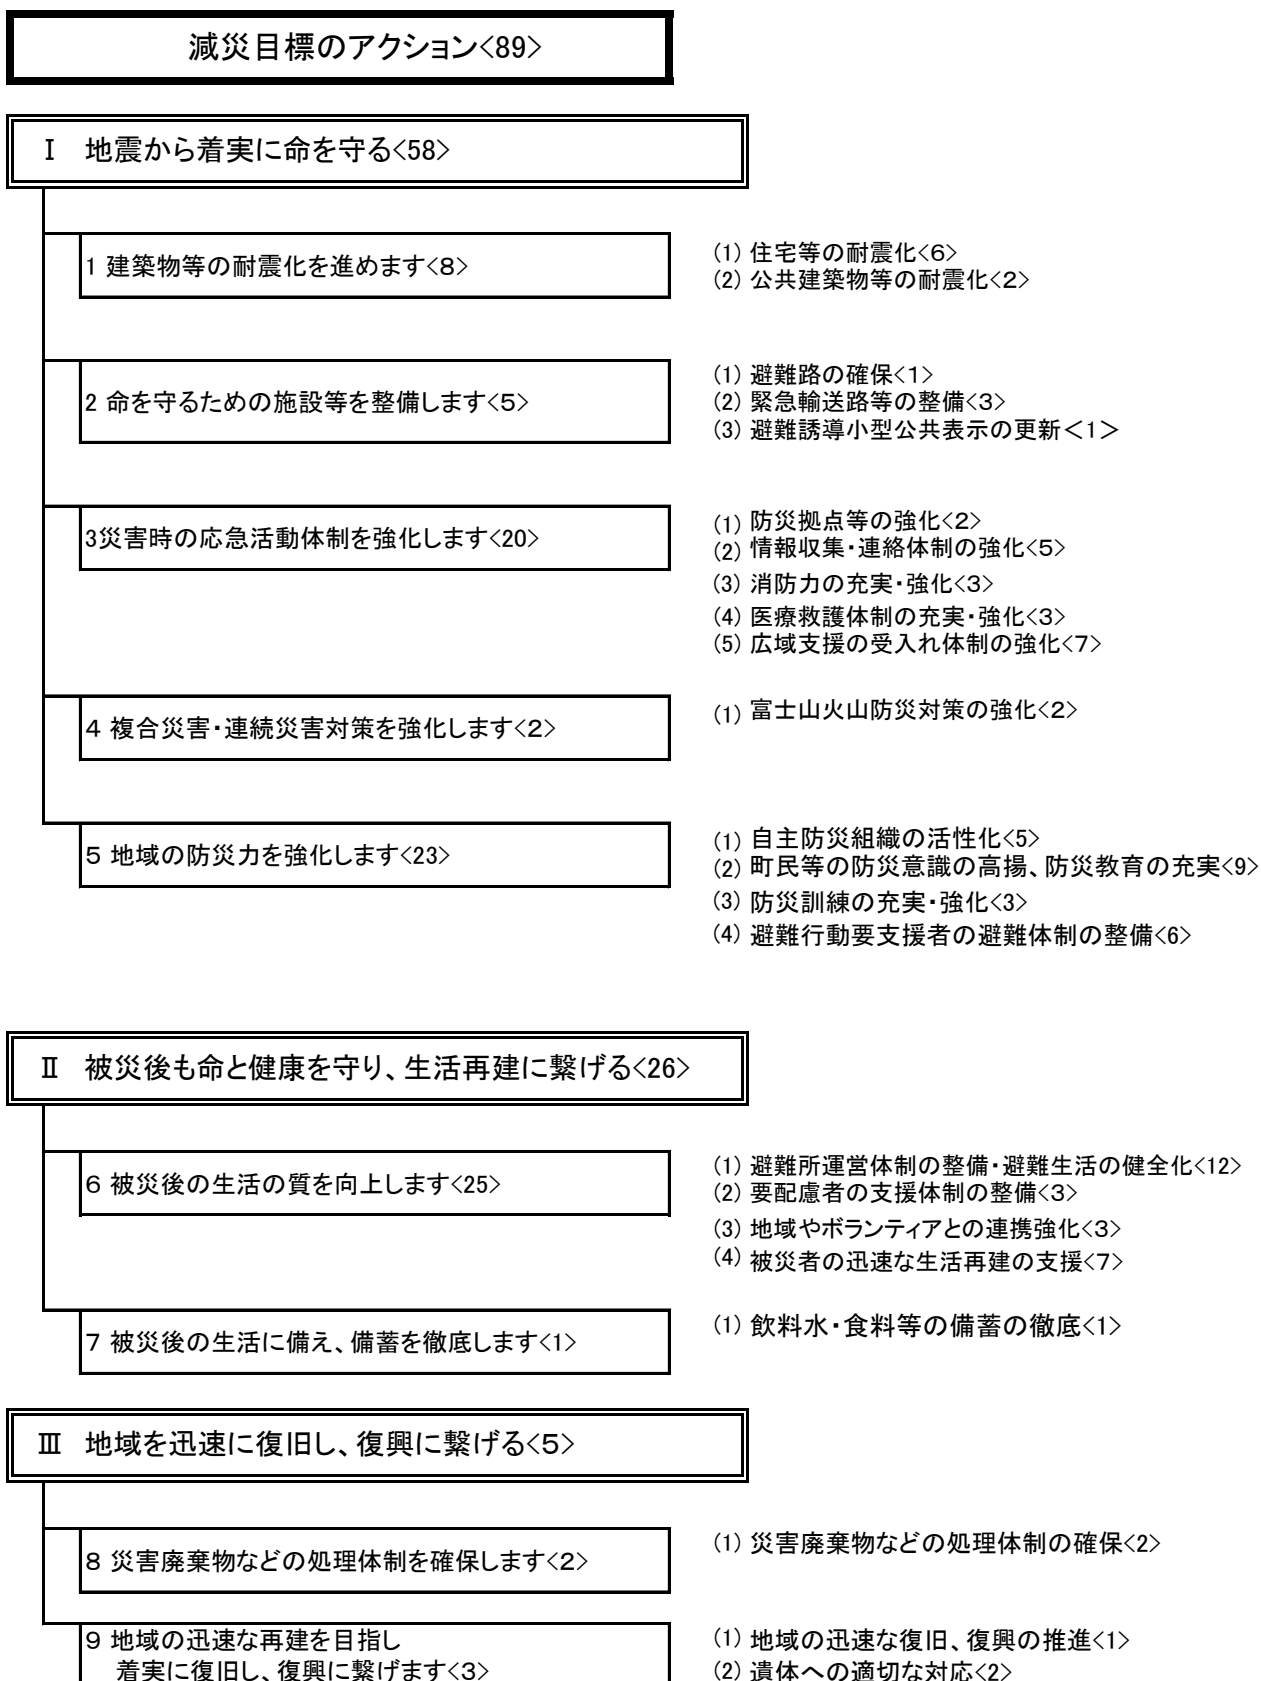 減災目標のアクション<89>
Ⅰ 地震から着実に命を守る<58>
1 建築物等の耐震化を進めます<8>
(1) 住宅等の耐震化<6>
(2) 公共建築物等の耐震化<2>
2 命を守るための施設等を整備します<5>
(1) 避難路の確保<1>
(2) 緊急輸送路等の整備<3>
(3) 避難誘導小型公共表示の更新＜1＞
3災害時の応急活動体制を強化します<20>
(1) 防災拠点等の強化<2>
(2) 情報収集・連絡体制の強化<5>
(3) 消防力の充実・強化<3>
(4) 医療救護体制の充実・強化<3>
(5) 広域支援の受入れ体制の強化<7>
4 複合災害・連続災害対策を強化します<2>
(1) 富士山火山防災対策の強化<2>
5 地域の防災力を強化します<23>
(1) 自主防災組織の活性化<5>
(2) 町民等の防災意識の高揚、防災教育の充実<9>
(3) 防災訓練の充実・強化<3>
(4) 避難行動要支援者の避難体制の整備<6>
Ⅱ 被災後も命と健康を守り、生活再建に繋げる<26>
6 被災後の生活の質を向上します<25>
(1) 避難所運営体制の整備・避難生活の健全化<12>
(2) 要配慮者の支援体制の整備<3>
(3) 地域やボランティアとの連携強化<3>
(4) 被災者の迅速な生活再建の支援<7>
7 被災後の生活に備え、備蓄を徹底します<1>
(1) 飲料水・食料等の備蓄の徹底<1>
Ⅲ 地域を迅速に復旧し、復興に繋げる<5>
8 災害廃棄物などの処理体制を確保します<2>
(1) 災害廃棄物などの処理体制の確保<2>
9 地域の迅速な再建を目指し
着実に復旧し、復興に繋げます<3>
(1) 地域の迅速な復旧、復興の推進<1>
(2) 遺体への適切な対応<2>